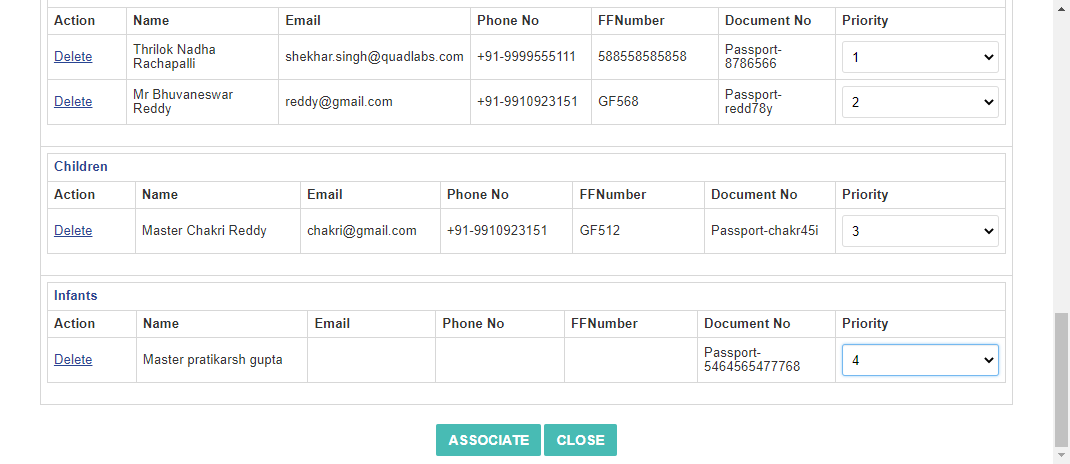 Action Name Email Phone No FFNumber Document No Priority
Delete Thrilok Nadha Rachapalli shekhar.singh@quadlabs.com +91-9999555111 588558585858 Passport-8786566 1
Delete Mr Bhuvaneswar Reddy reddy@gmail.com +91-9910923151 GF568 Passport-redd78y 2
Children
Action Name Email Phone No FFNumber Document No Priority
Delete Master Chakri Reddy chakri@gmail.com +91-9910923151 GF512 Passport-chakr45i 3
Infants
Action Name Email Phone No FFNumber Document No Priority
Delete Master pratikarsh gupta Passport-5464565477768 4
ASSOCIATE CLOSE